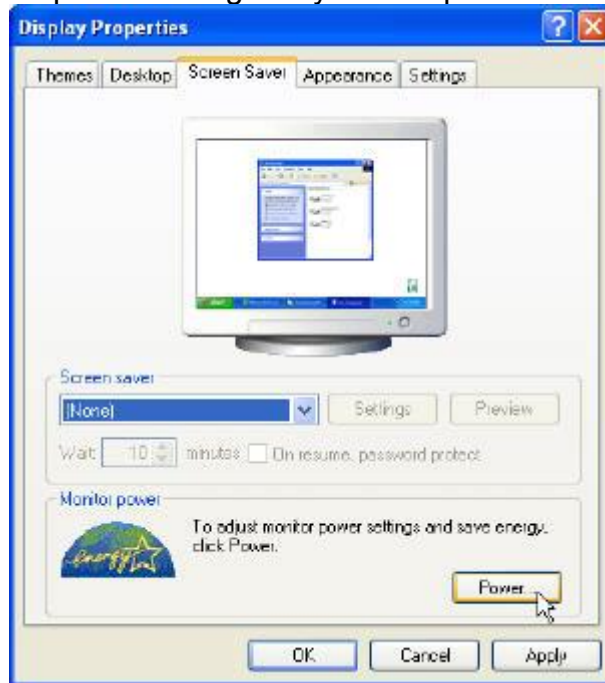 Display Properties
Themes Desktop Screen Saver Appearance Settings
Screen saver
(None) Settings Preview
Wait: 10 minutes On resume, password protect
Monitor power
To adjust monitor power settings and save energy,
click Power.
energy
Power...
OK Cancel Apply